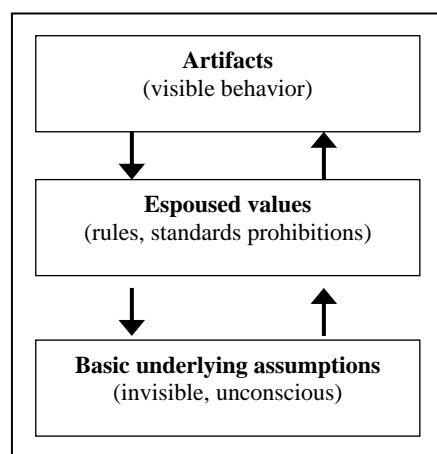 Artifacts
(visible behavior)
Espoused values
(rules, standards prohibitions)
Basic underlying assumptions
(invisible, unconscious)